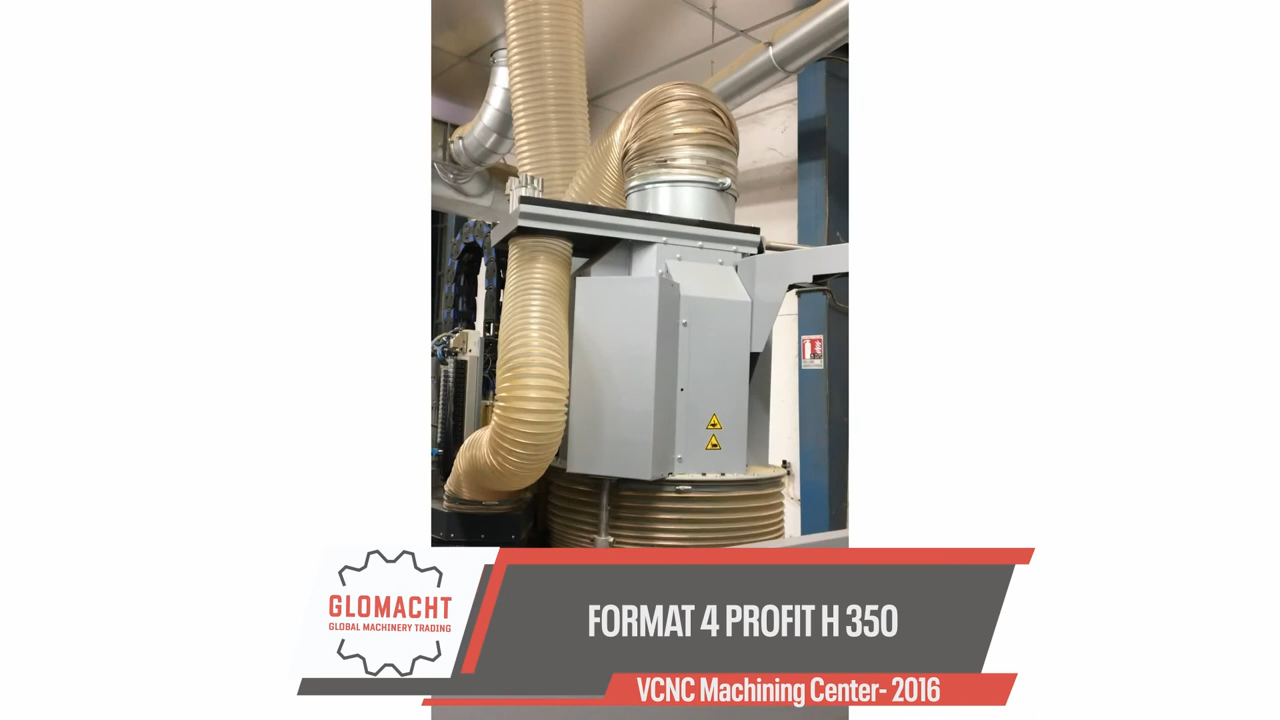 GLOMACHT
GLOBAL MACHINERY TRADING
FORMAT 4 PROFIT H 350
VCNC Machining Center- 2016